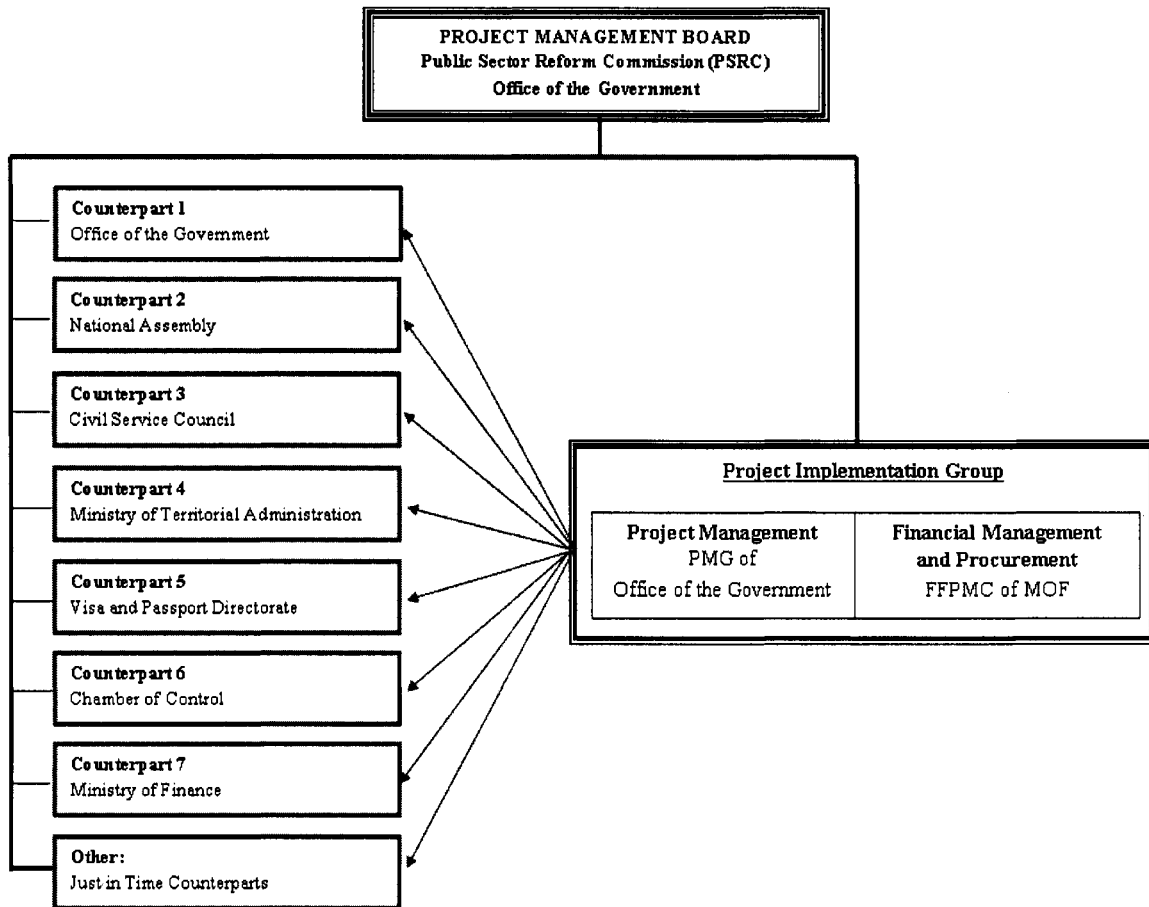 PROJECT MANAGEMENT BOARD
Public Sector Reform Commission (PSRC)
Office of the Government
Counterpart 1
Office of the Government
Counterpart 2
National Assembly
Counterpart 3
Civil Service Council
Counterpart 4
Ministry of Territorial Administration
Counterpart 5
Visa and Passport Directorate
Counterpart 6
Chamber of Control
Counterpart 7
Ministry of Finance
Other:
Just in Time Counterparts
Project Implementation Group
Project Management
PMG of
Office of the Government
Financial Management
and Procurement
FFPMC of MOF